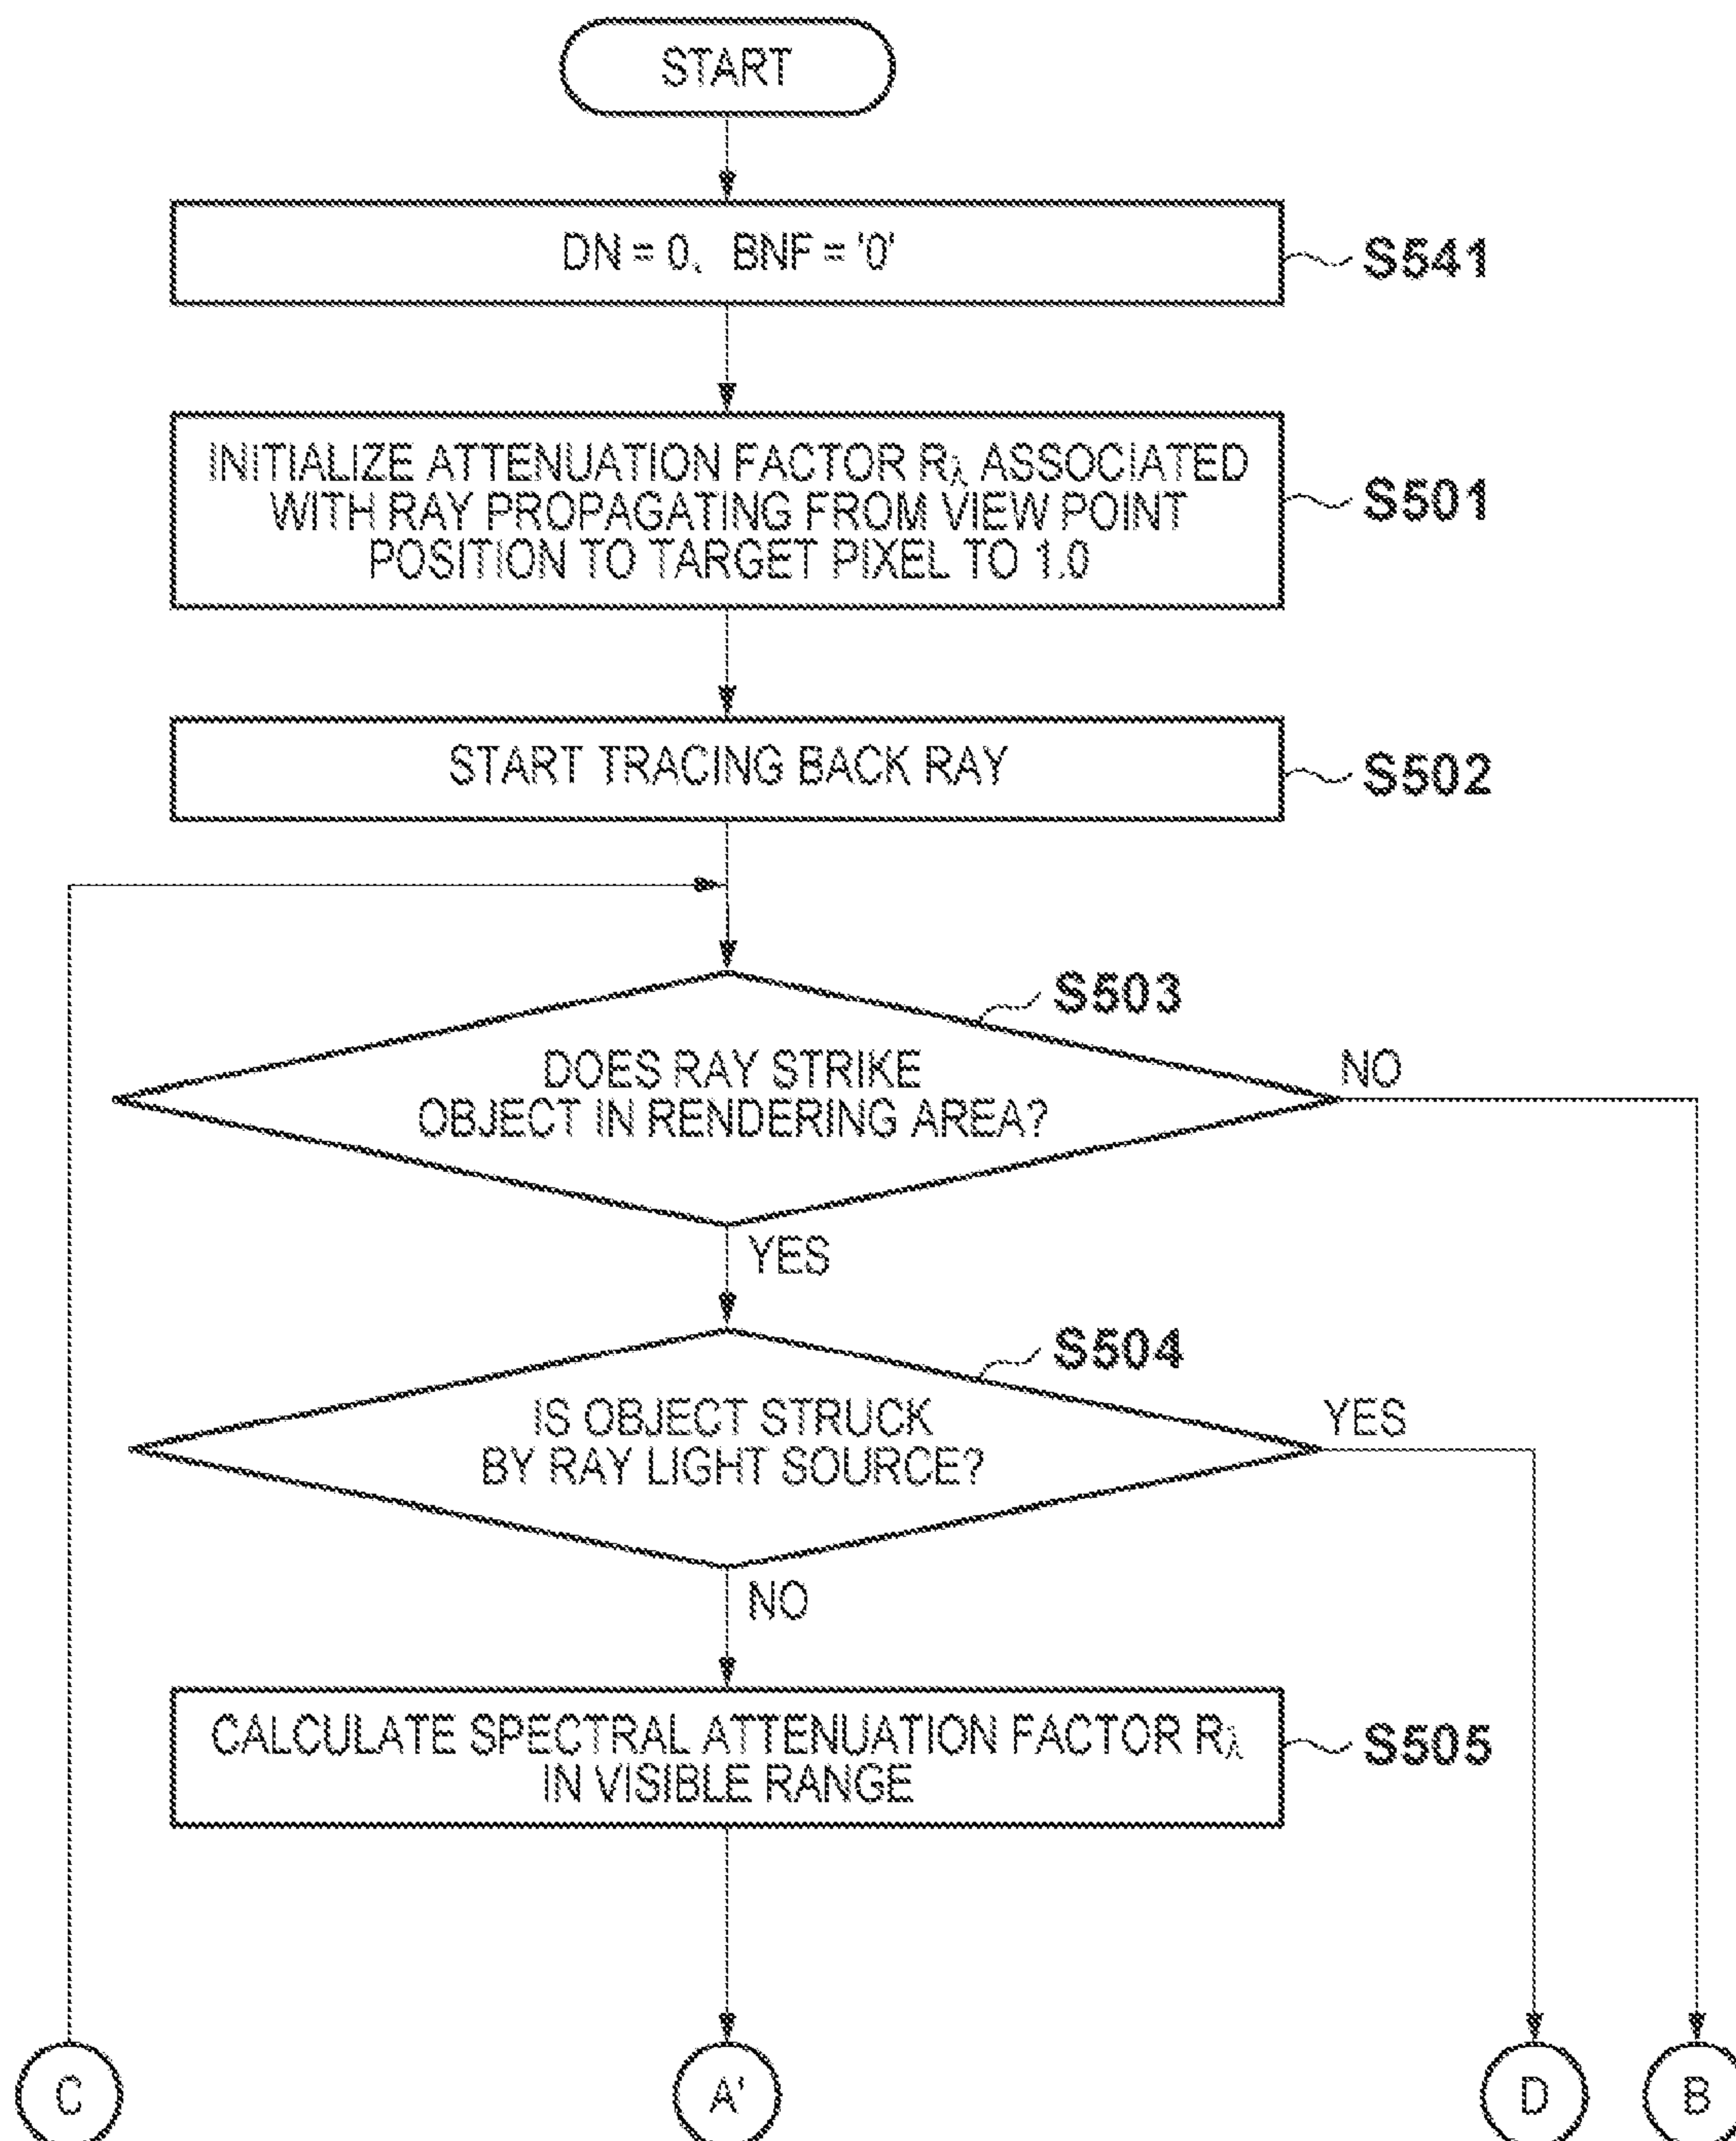 START
DN = 0、 BNF = '0'
S541
INITIALIZE ATTENUATION FACTOR Rλ ASSOCIATED
WITH RAY PROPAGATING FROM VIEW POINT
POSITION TO TARGET PIXEL TO 1.0
S501
START TRACING BACK RAY
S502
S503
DOES RAY STRIKE
OBJECT IN RENDERING AREA?
NO
YES
S504
IS OBJECT STRUCK
BY RAY LIGHT SOURCE?
YES
NO
CALCULATE SPECTRAL ATTENUATION FACTOR Rλ
IN VISIBLE RANGE
S505
C
A'
D
B